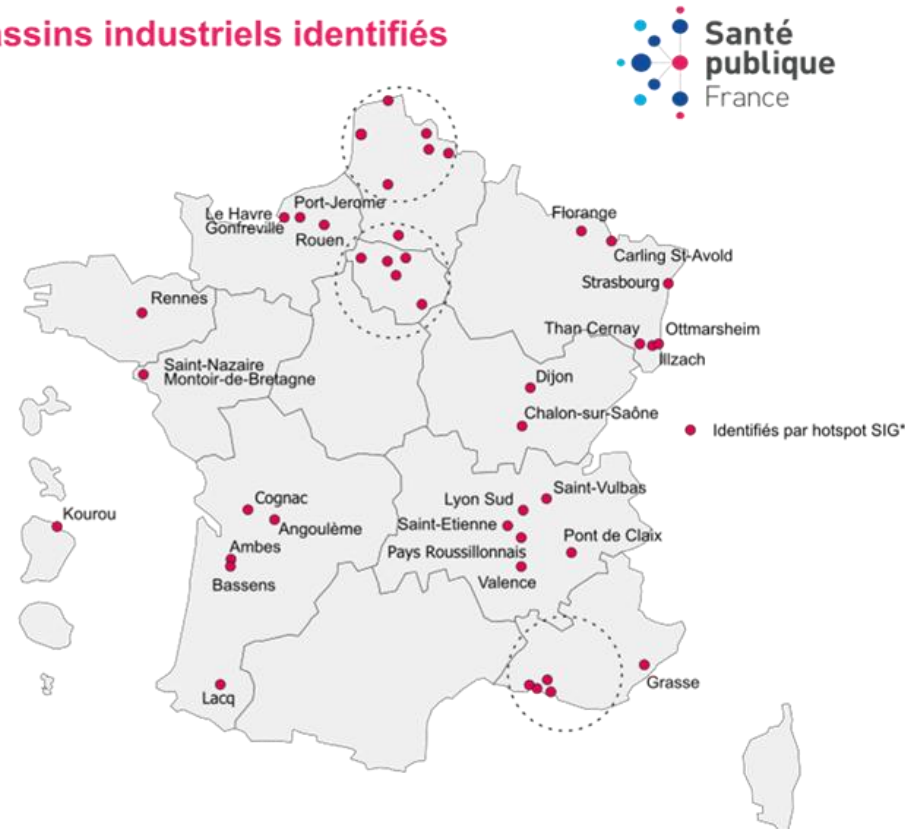 assins industriels identifiés
Santé
publique
France
Port-Jerome
Le Havre
Gonfreville
Rouen
Florange
Carling St-Avold
Strasbourg
Rennes
Than Cernay
Ottmarsheim
Illzach
Saint-Nazaire
Montoir-de-Bretagne
Dijon
Chalon-sur-Saône
Identifiés par hotspot SIG*
Kourou
Cognac
Angoulème
Ambes
Bassens
Lyon Sud
Saint-Vulbas
Saint-Etienne
Pont de Claix
Pays Roussillonnais
Valence
Lacq
Grasse